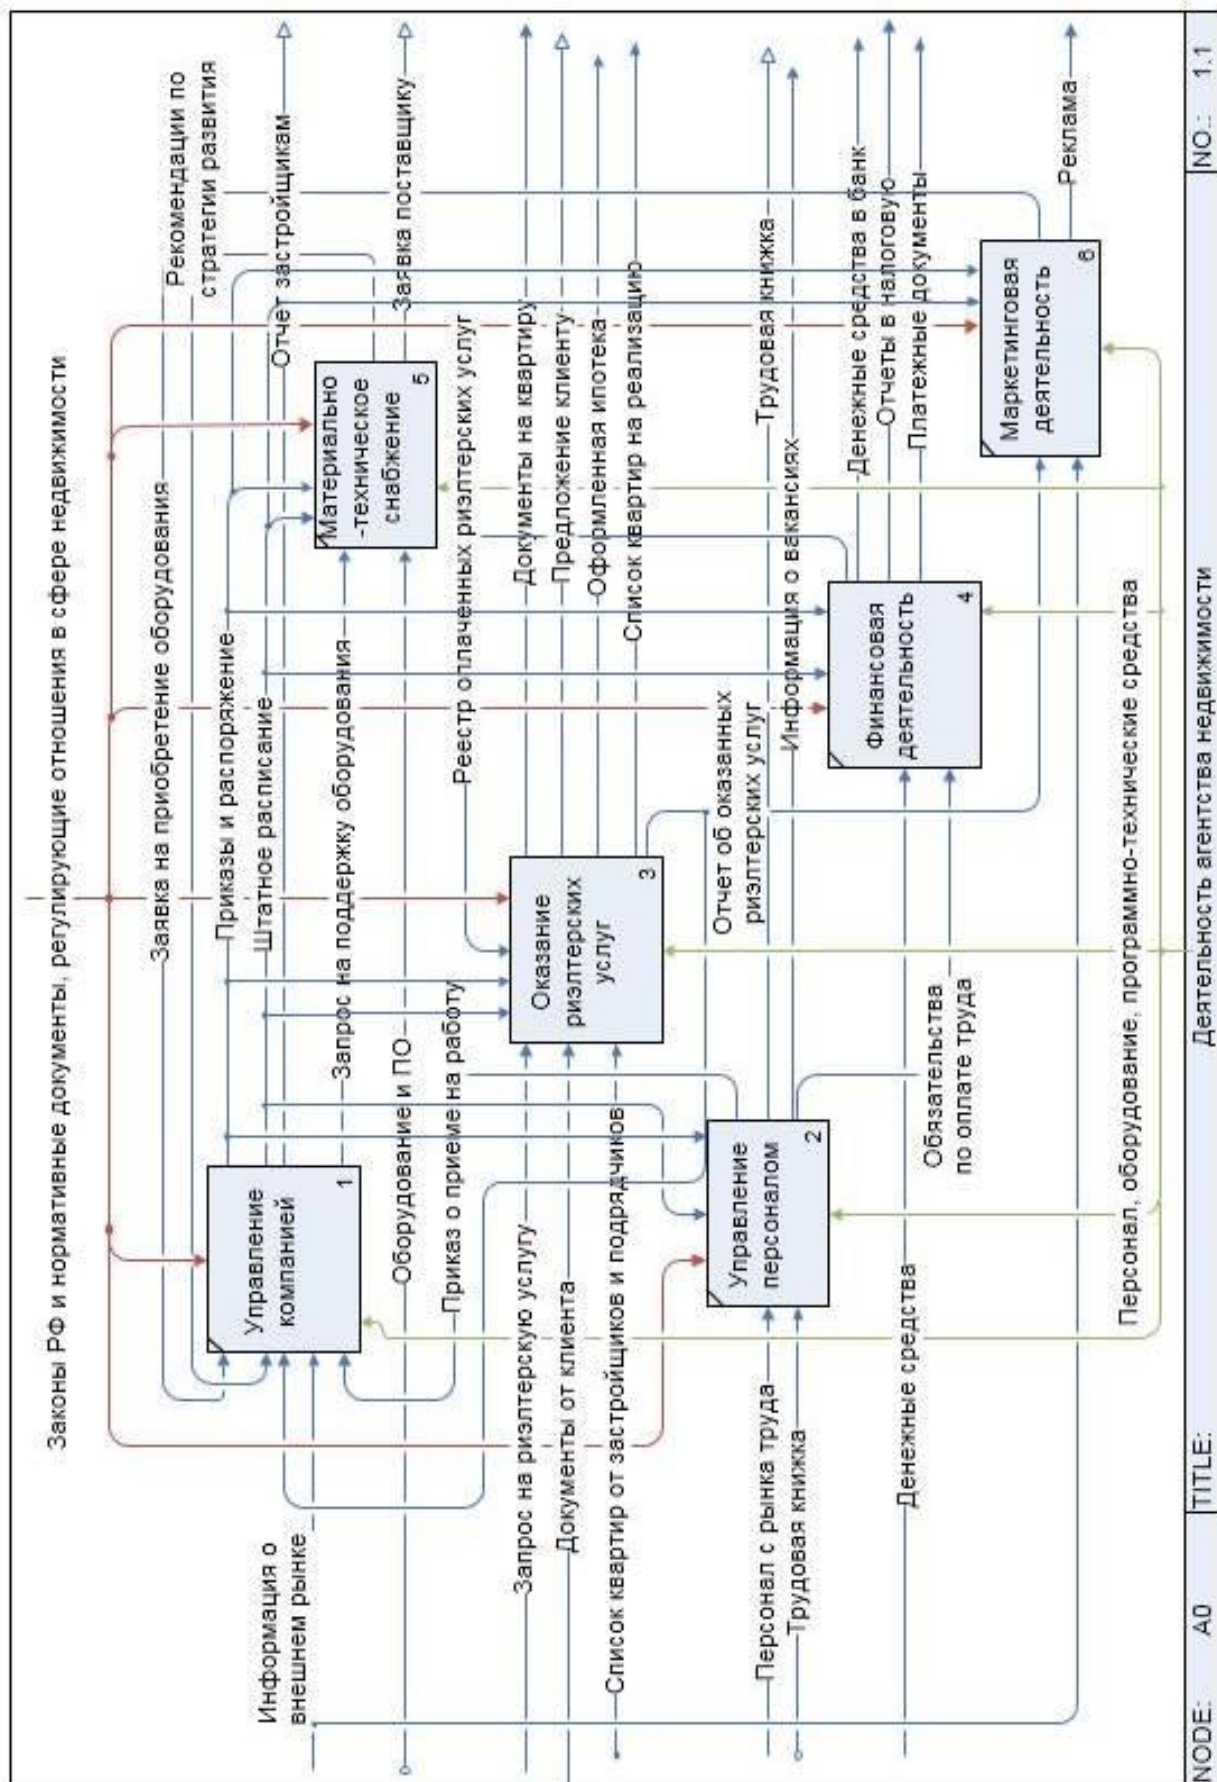 Законы РФ и нормативные документы, регулирующие отношения в сфере недвижимости
Заявка на приобретение оборудования
Рекомендации по
стратегии развития
Приказы и распоряжение
Штатное расписание
Отчет застройщикам
Информация о
внешнем рынке
Управление
компанией
1
Запрос на поддержку оборудования
Материально
-техническое
снабжение
5
Заявка поставщику
Оборудование и ПО
Приказ о приеме на работу
Реестр оплаченных риэлтерских услуг
Запрос на риэлтерскую услугу
Документы от клиента
Список квартир от застройщиков и подрядчиков
Оказание
риэлтерских
услуг
3
Документы на квартиру
Предложение клиенту
Оформленная ипотека
Список квартир на реализацию
Отчет об оказанных
риэлтерских услуг
Персонал с рынка труда
Трудовая книжка
Управление
персоналом
2
Трудовая книжка
Информация о вакансиях
Денежные средства
Обязательства
по оплате труда
Финансовая
деятельность
4
Денежные средства в банк
Отчеты в налоговую
Платежные документы
Маркетинговая
деятельность
6
Реклама
Персонал, оборудование, программно-технические средства
NODE: A0 TITLE: Деятельность агентства недвижимости NO.: 1.1